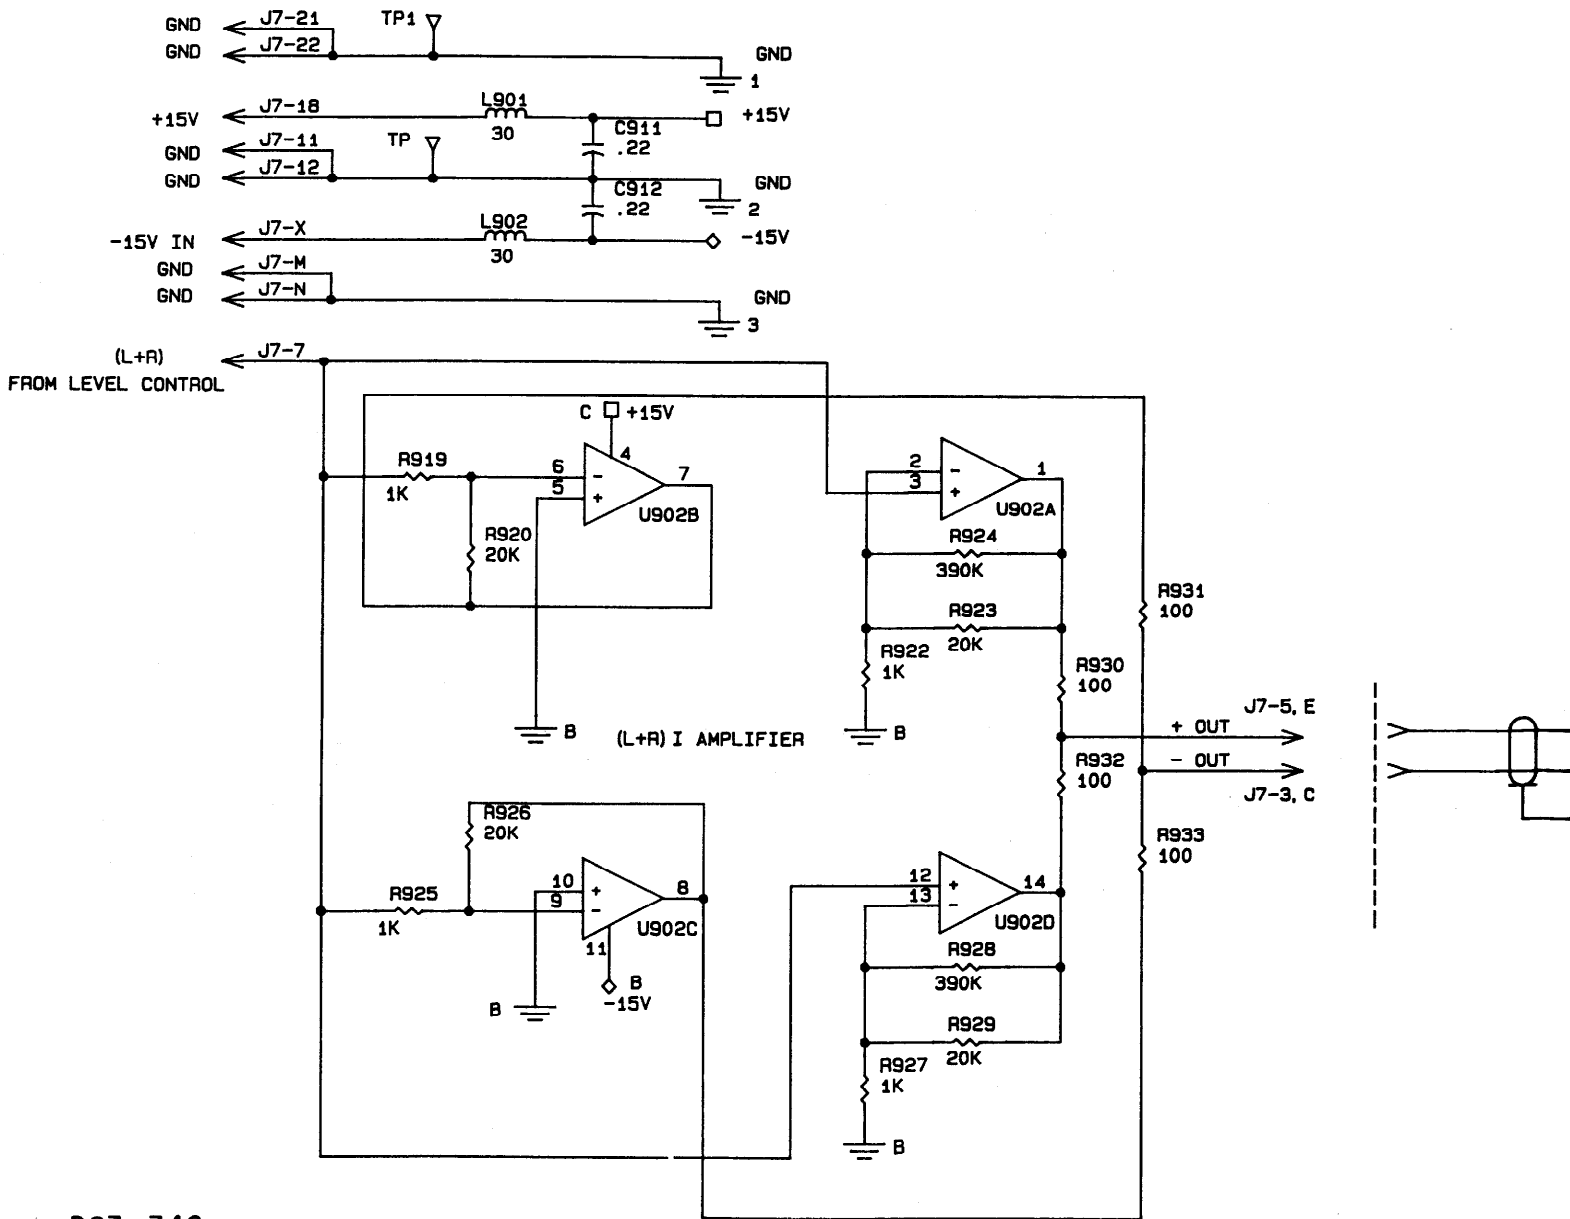 GND J7-21 TP1
GND J7-22 GND
1
+15V J7-18 L901 +15V
30 C911
.22
GND J7-11 TP
GND J7-12 GND
C912
.22 2
-15V IN J7-X L902 -15V
30
GND J7-M
GND J7-N GND
3
(L+R) J7-7
FROM LEVEL CONTROL
C +15V
R919 6 - 4 7
1K 5 +
U902B
R920
20K
2 - 1
3 +
U902A
R924
390K
R923
20K
R922
1K
R931
100
R930
100
B
B
(L+R) I AMPLIFIER
+ OUT J7-5, E
- OUT
J7-3, C
R932
100
R933
100
R926
20K
R925 10 + 8
1K 9 -
U902C
11
B
-15V
B
12 + 14
13 -
U902D
R928
390K
R929
20K
R927
1K
B